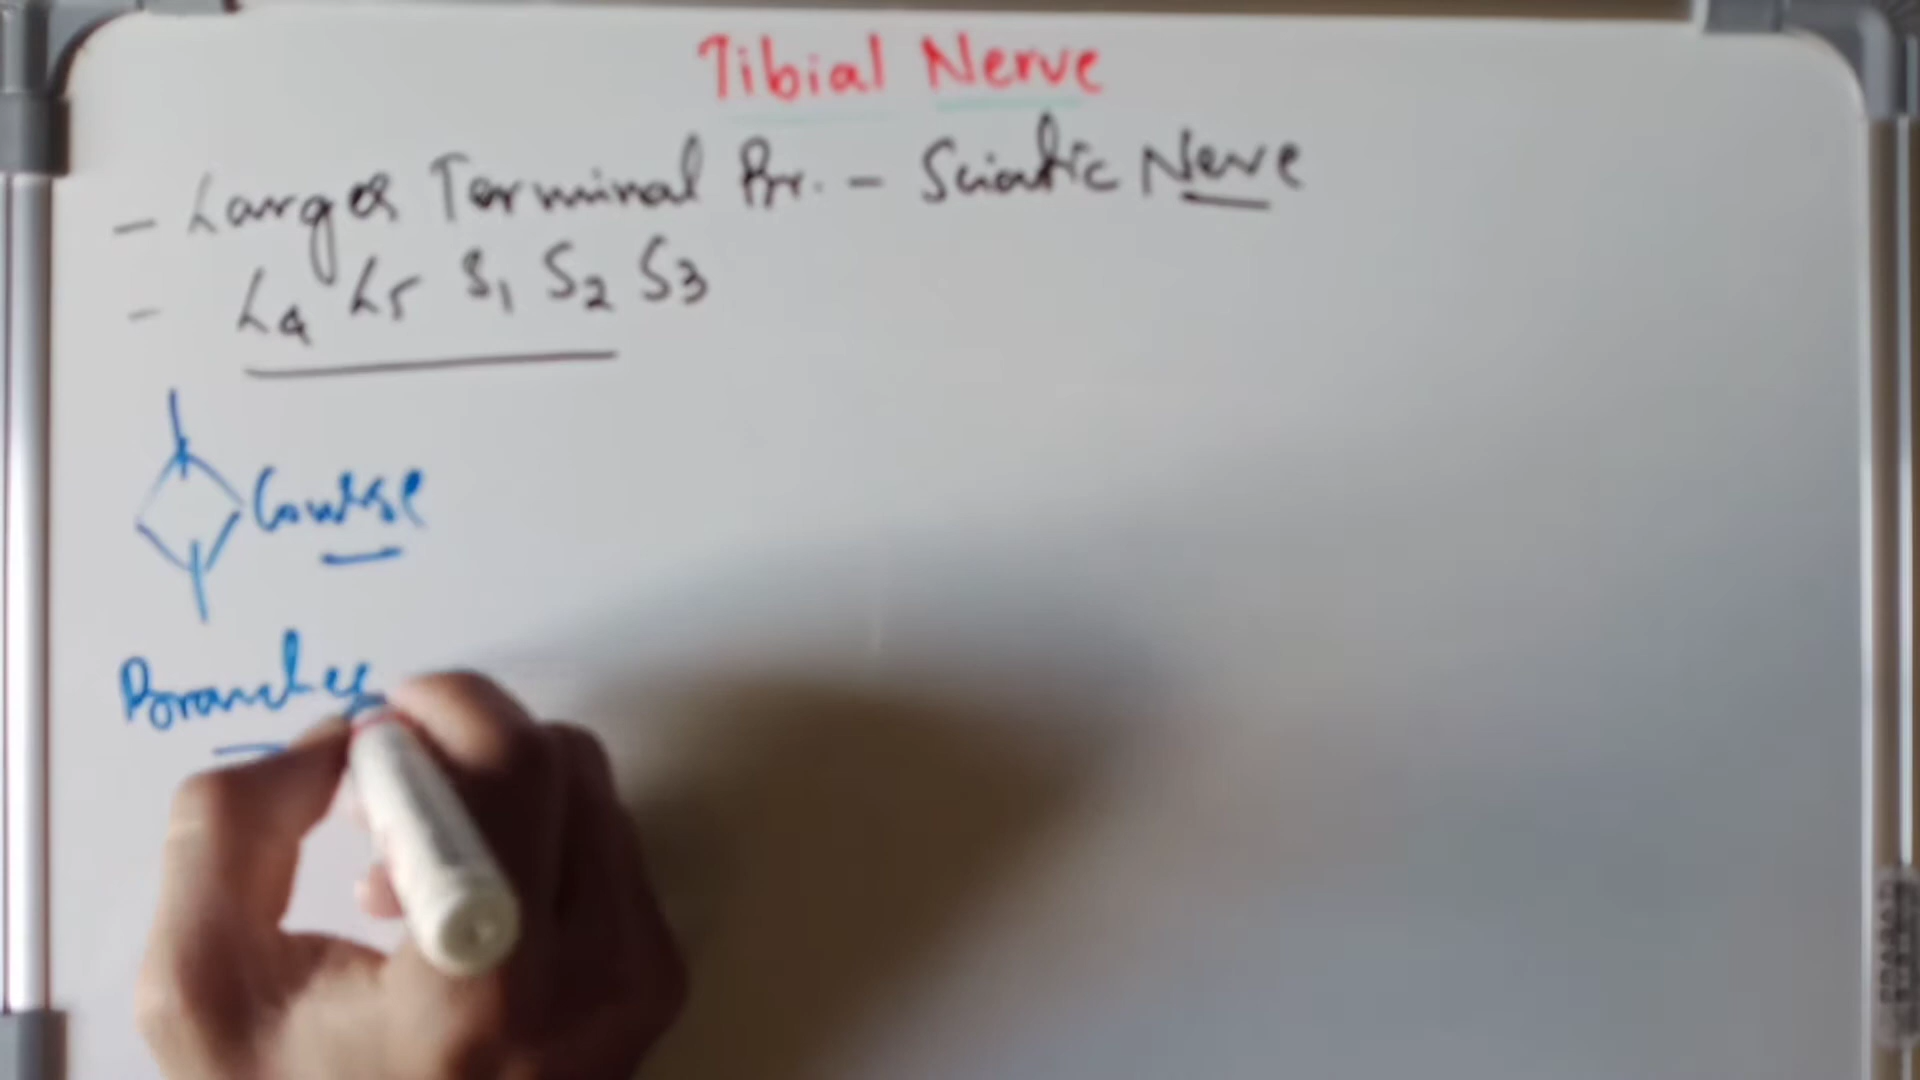 Tibial Nerve
- Larger Terminal Br. - Sciatic Nerve
- L4 L5 S1 S2 S3
Course
Branches